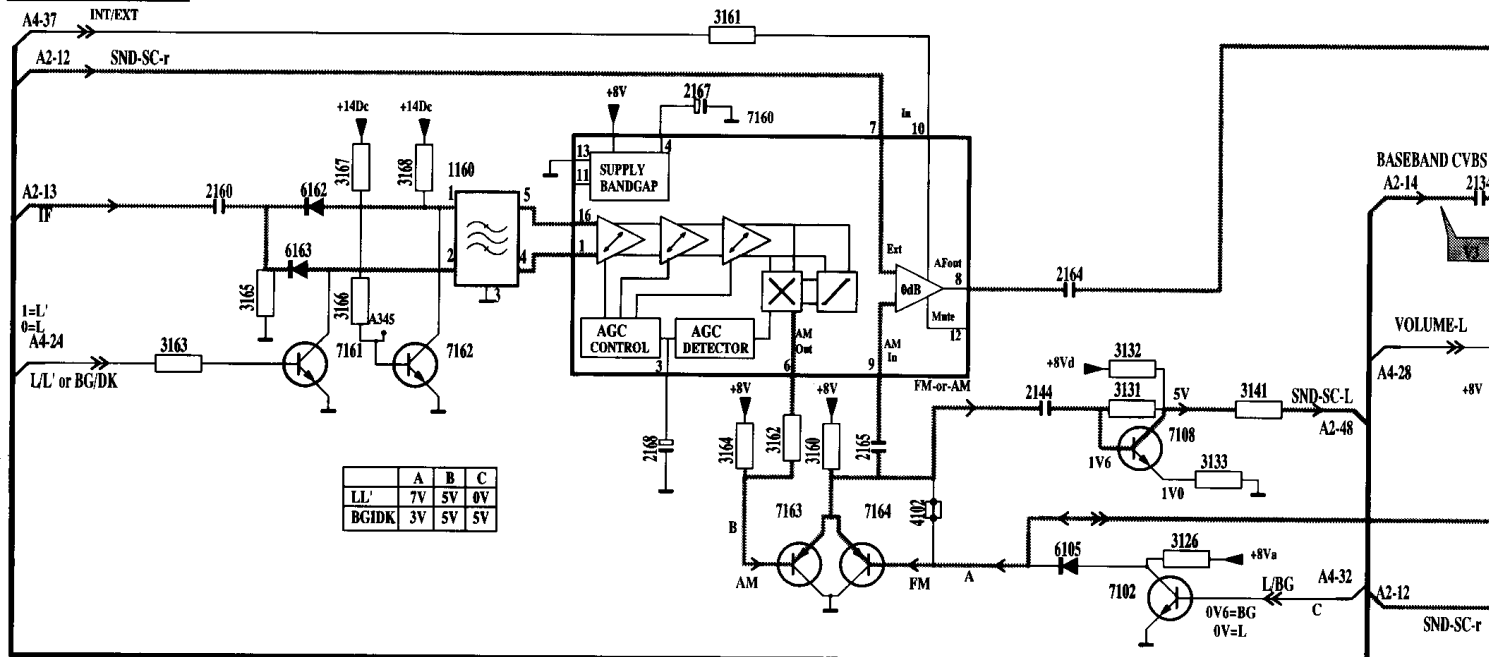 A4-37
INT/EXT
3161
A2-12
SND-SC-r
+14Dc
+14Dc
+8V
2167
7160
7
In
10
3167
3168
1160
13
11
4
SUPPLY
BANDGAP
BASEBAND CVBS
A2-14
2134
V3
A2-13
IF
2160
6162
1
5
16
6163
2
4
1
3
Ext
AFout
8
0dB
2164
3165
3166
A345
1=L'
0=L
A4-24
3163
7161
7162
L/L' or BG/DK
AGC
CONTROL
AGC
DETECTOR
AM
Out
AM
In
Mute
12
3
6
9
FM-or-AM
VOLUME-L
A4-28
+8V
+8Vd
3132
+8V
+8V
2144
3131
5V
3141
SND-SC-L
A2-48
2168
3164
3162
3160
2165
7108
1V6
3133
1V0
A B C
LL' 7V 5V 0V
BGIDK 3V 5V 5V
B
7163
7164
4102
AM
FM
A
6105
3126
+8Va
7102
L/BG
A4-32
0V6=BG
0V=L
C
A2-12
SND-SC-r